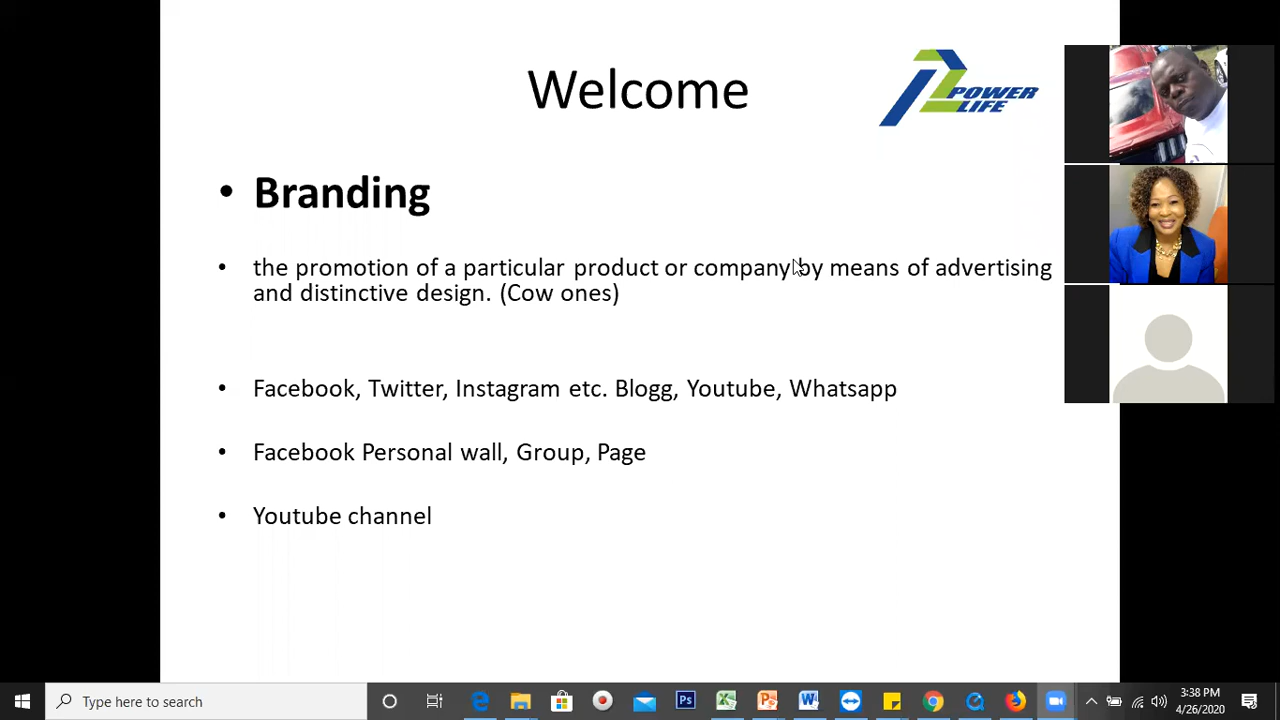 Welcome
POWER
LIFE
• Branding
• the promotion of a particular product or company by means of advertising
and distinctive design. (Cow ones)
• Facebook, Twitter, Instagram etc. Blogg, Youtube, Whatsapp
• Facebook Personal wall, Group, Page
• Youtube channel
Type here to search
3:38 PM
4/26/2020